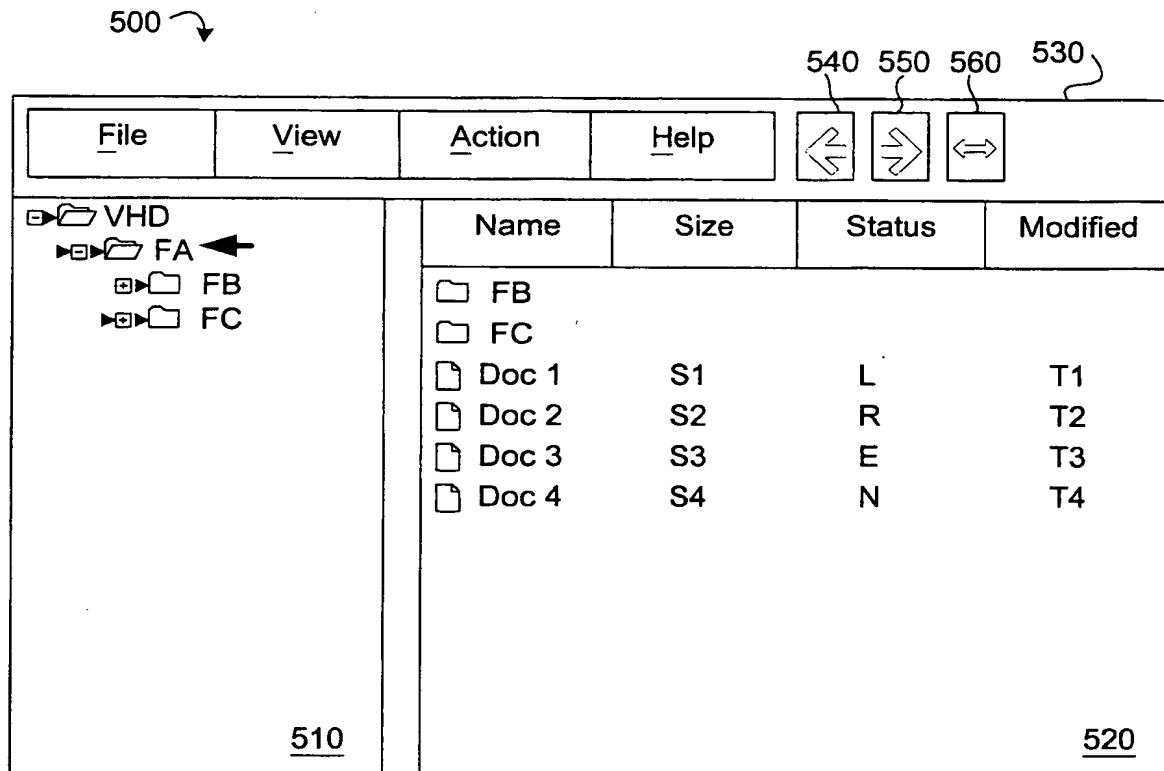 500
540 550 560 530
File View Action Help
VHD
FA
FB
FC
510
Name Size Status Modified
FB
FC
Doc 1 S1 L T1
Doc 2 S2 R T2
Doc 3 S3 E T3
Doc 4 S4 N T4
520